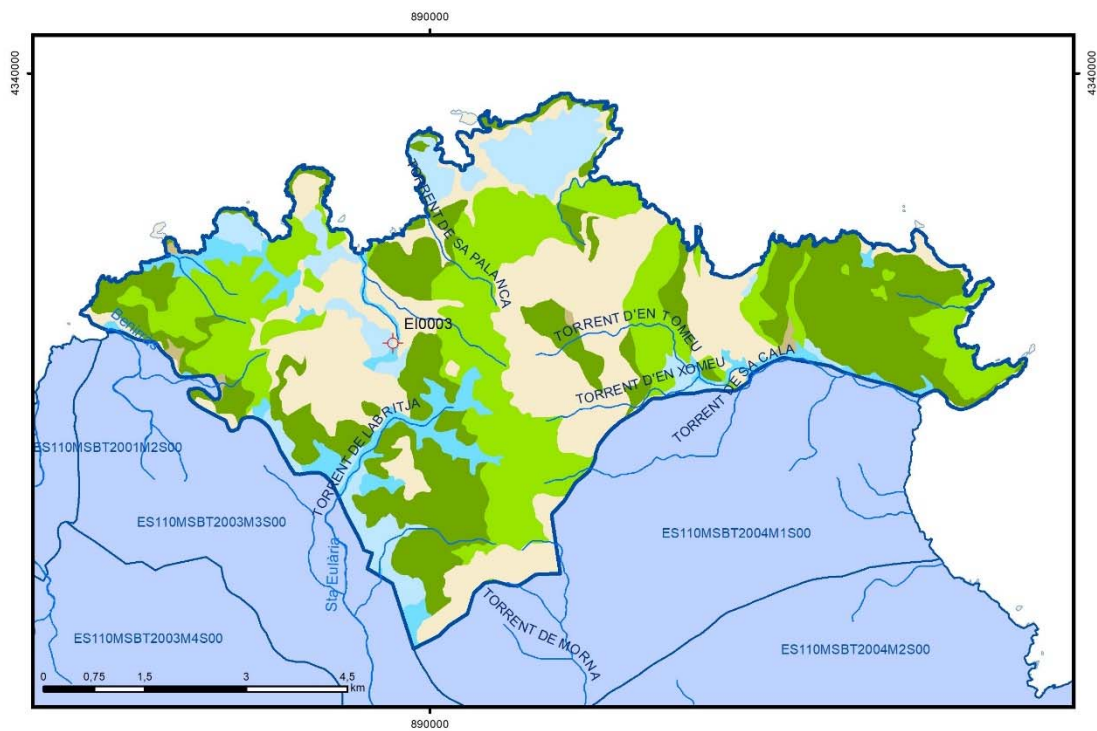 890000
4340000
4340000
TORRENT DE SA PALANCA
EI0003
Benirràs
TORRENT D'EN TOMEU
TORRENT D'EN XOMEU
TORRENT DE SA CALA
TORRENT DE LABRITJA
ES110MSBT2001M2S00
ES110MSBT2003M3S00
ES110MSBT2004M1S00
Sta Eulària
TORRENT DE MORNA
ES110MSBT2003M4S00
ES110MSBT2004M2S00
0 0,75 1,5 3 4,5
km
890000